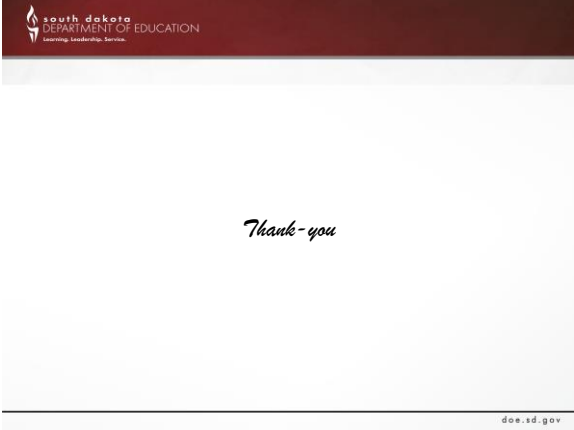 south dakota
DEPARTMENT OF EDUCATION
Learning. Leadership. Service.
Thank-you
doe.sd.gov